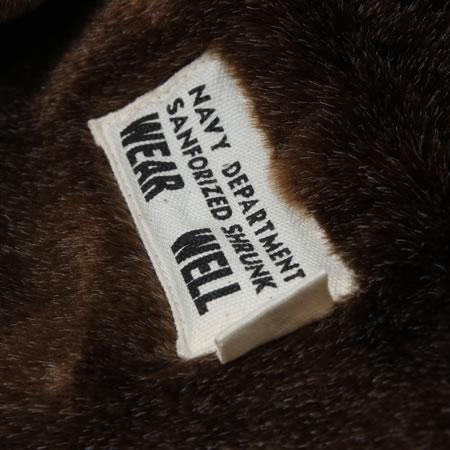 NAVY DEPARTMENT
SANFORIZED SHRUNK
WEAR WELL